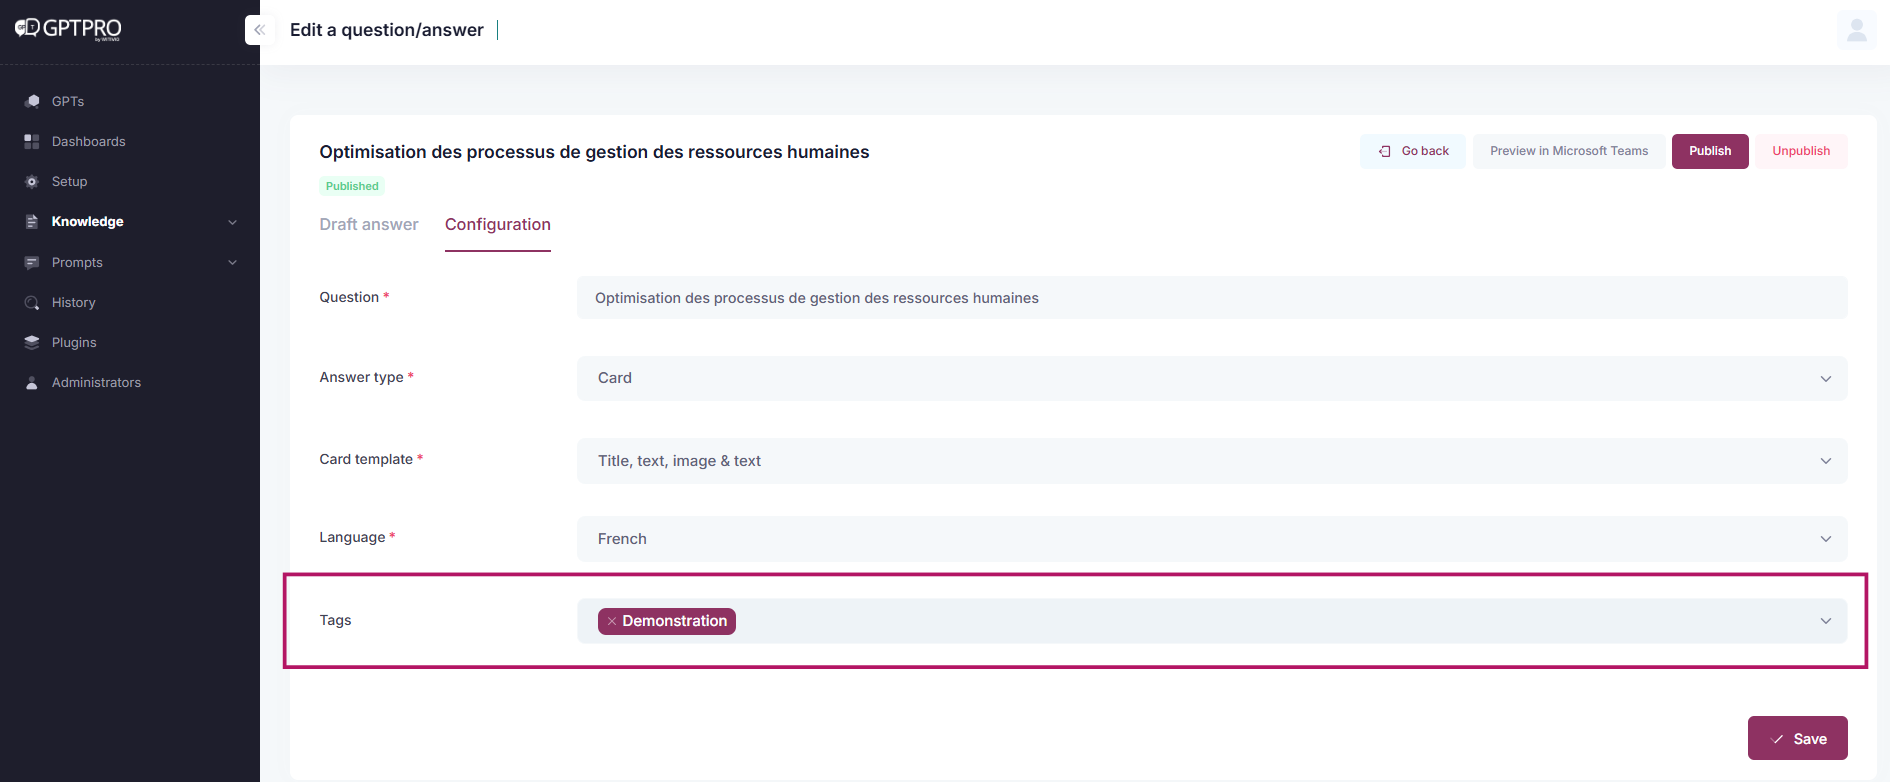 GPTPRO
by WITIVIO
Edit a question/answer
GPTs
Dashboards
Setup
Knowledge
Prompts
History
Plugins
Administrators
Optimisation des processus de gestion des ressources humaines
Go back
Preview in Microsoft Teams
Publish
Unpublish
Published
Draft answer
Configuration
Question *
Optimisation des processus de gestion des ressources humaines
Answer type *
Card
Card template *
Title, text, image & text
Language *
French
Tags
Demonstration
Save